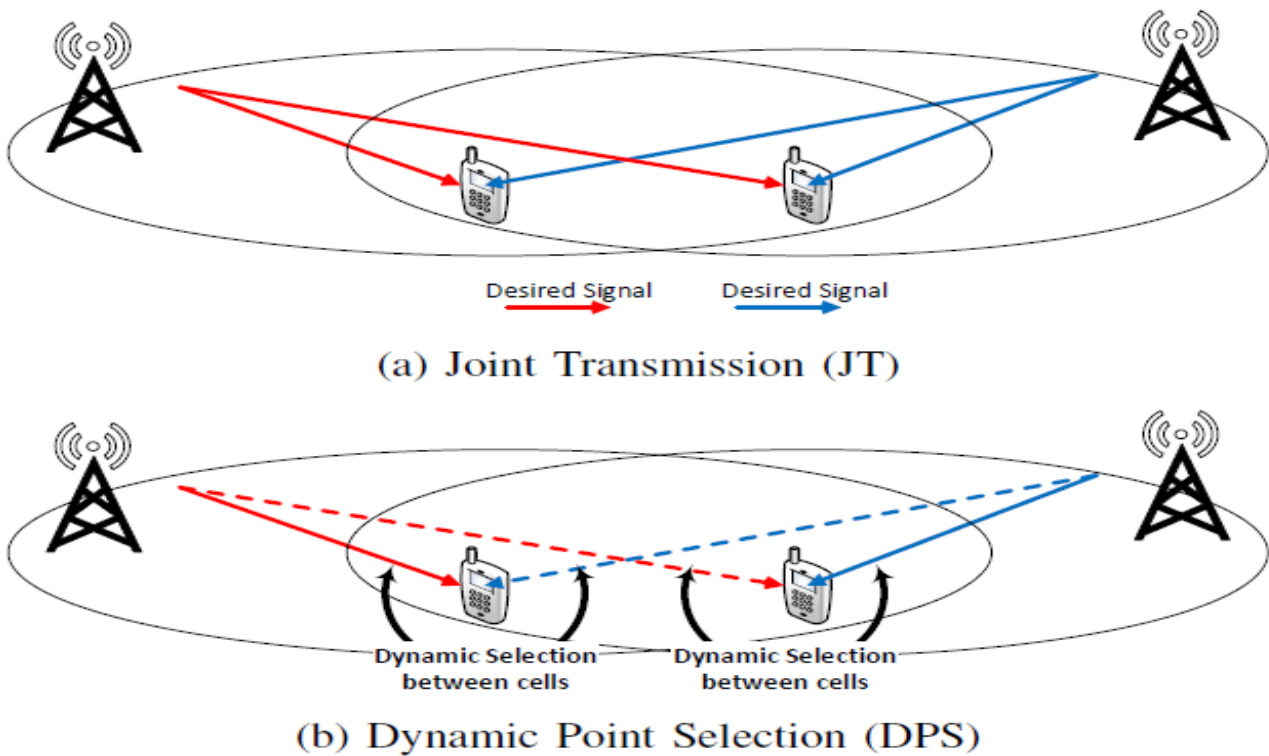 Desired Signal Desired Signal
(a) Joint Transmission (JT)
Dynamic Selection Dynamic Selection
between cells between cells
(b) Dynamic Point Selection (DPS)